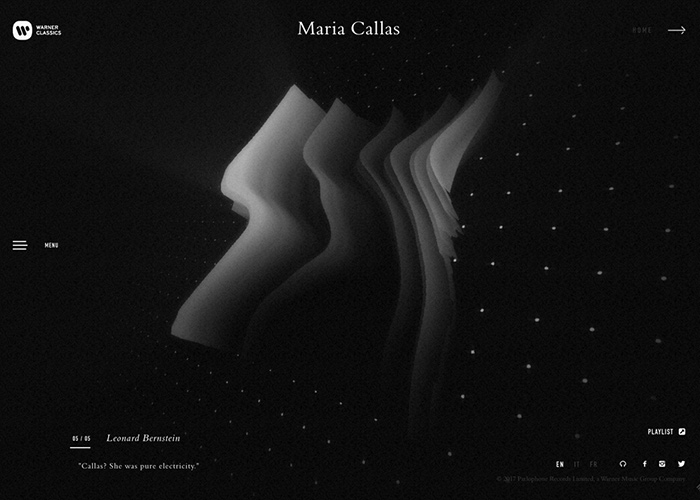 WARNER
CLASSICS
Maria Callas
HOME
MENU
05 / 05
Leonard Bernstein
"Callas? She was pure electricity."
PLAYLIST
EN IT FR
© 2017 Parlophone Records Limited, a Warner Music Group Company